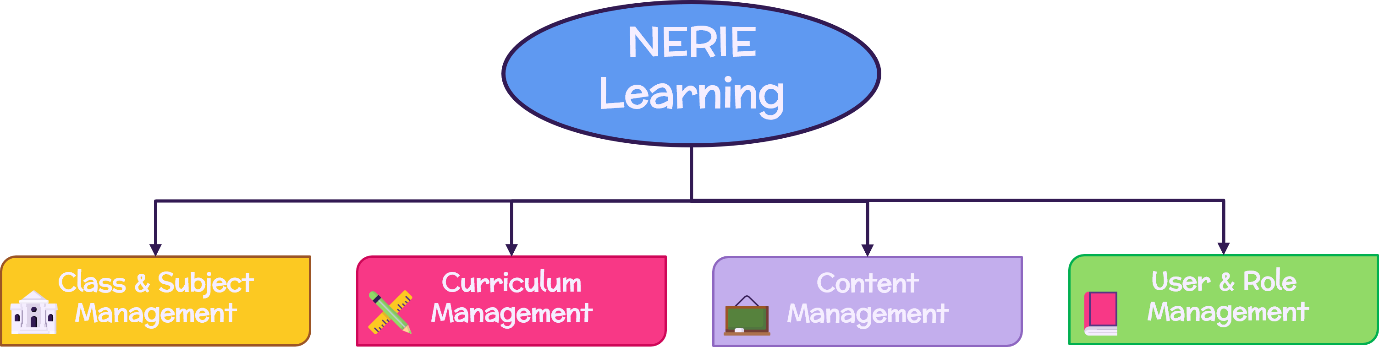 NERIE
Learning
Class & Subject
Management
Curriculum
Management
Content
Management
User & Role
Management